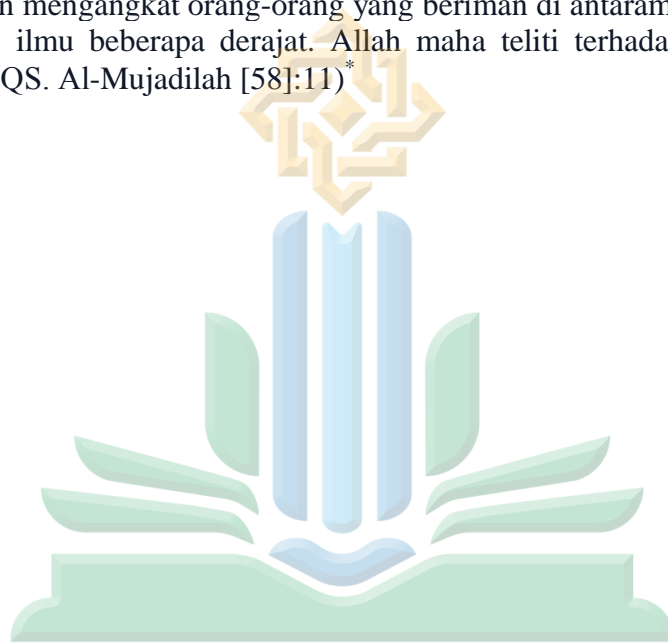 mengangkat orang-orang yang beriman di antaram
ilmu beberapa derajat. Allah maha teliti terhada
QS. Al-Mujadilah [58]:11)*